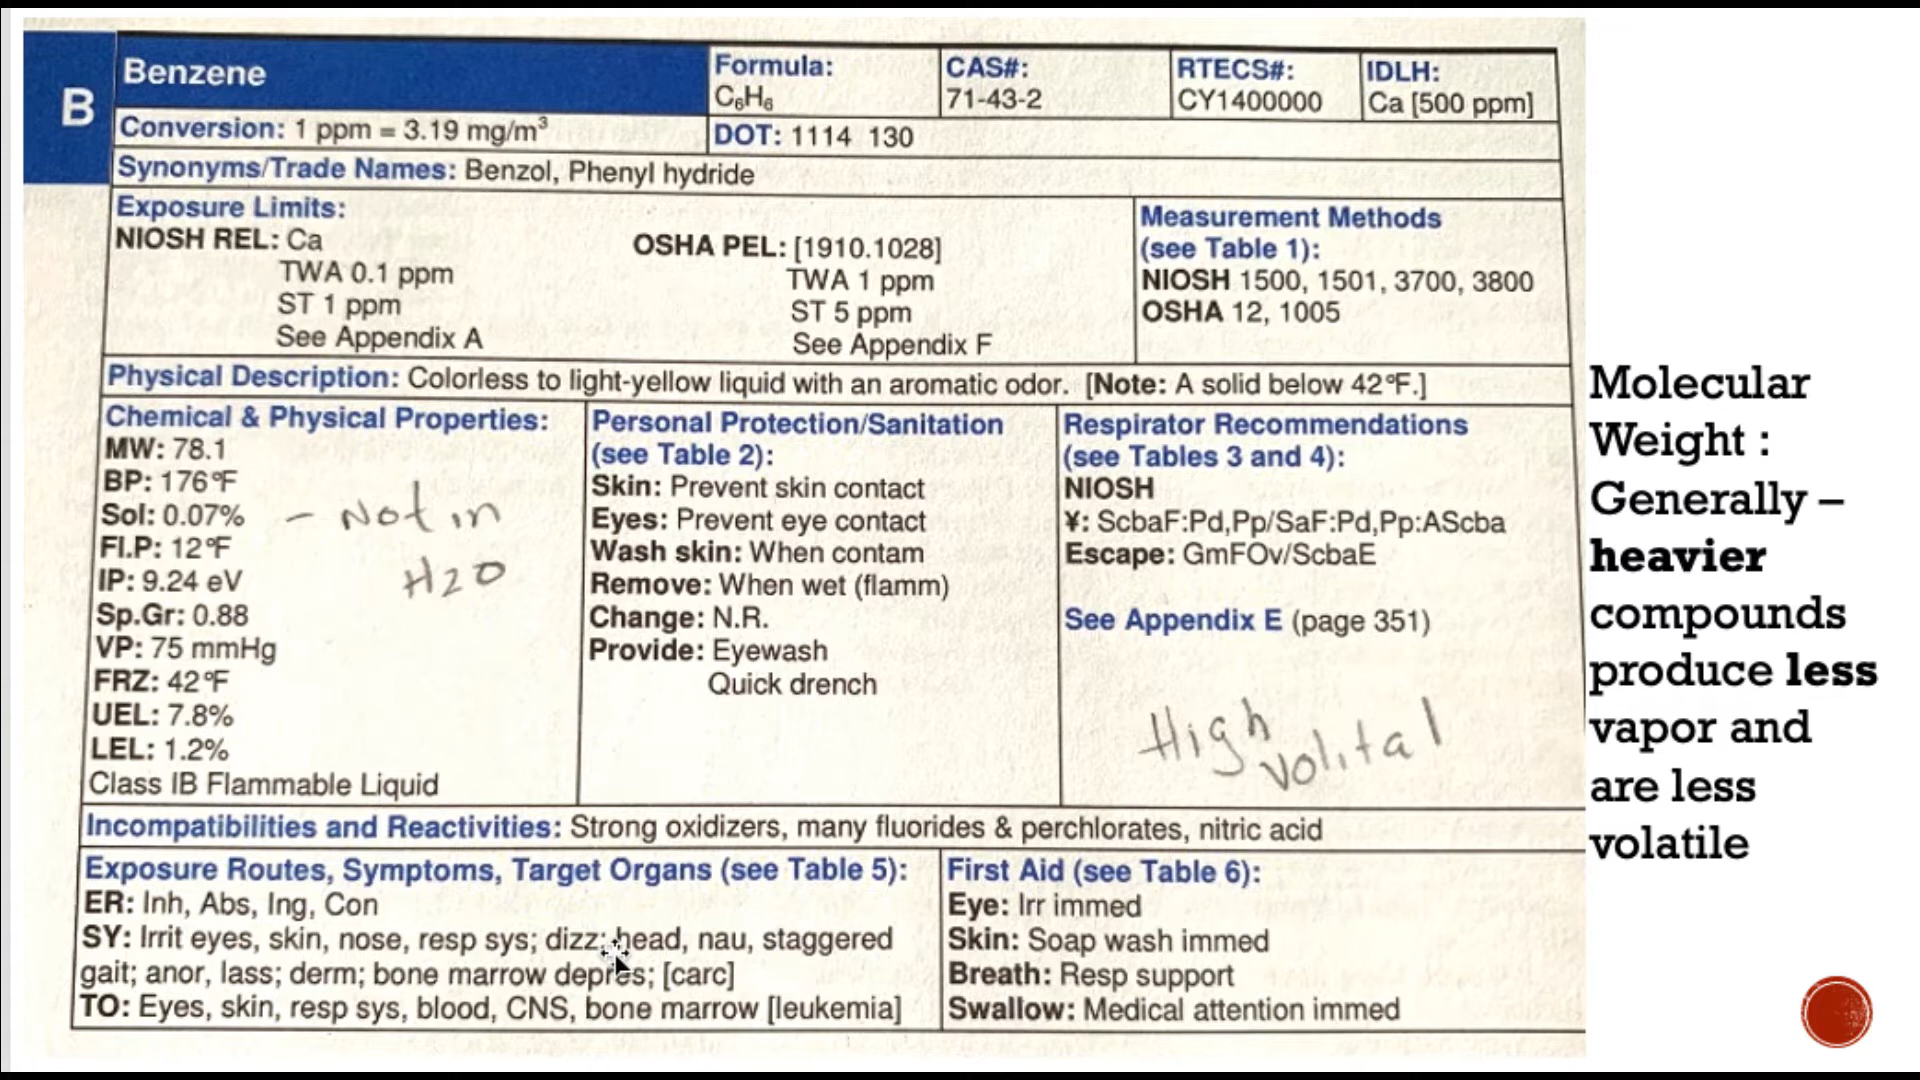 B
Benzene
Formula:
C₆H₆
CAS#:
71-43-2
RTECS#:
CY1400000
IDLH:
Ca [500 ppm]
Conversion: 1 ppm = 3.19 mg/m³
DOT: 1114 130
Synonyms/Trade Names: Benzol, Phenyl hydride
Exposure Limits:
NIOSH REL: Ca
TWA 0.1 ppm
ST 1 ppm
See Appendix A
OSHA PEL: [1910.1028]
TWA 1 ppm
ST 5 ppm
See Appendix F
Measurement Methods
(see Table 1):
NIOSH 1500, 1501, 3700, 3800
OSHA 12, 1005
Physical Description: Colorless to light-yellow liquid with an aromatic odor. [Note: A solid below 42°F.]
Chemical & Physical Properties:
MW: 78.1
BP: 176°F
Sol: 0.07%
Fl.P: 12°F
IP: 9.24 eV
Sp.Gr: 0.88
VP: 75 mmHg
FRZ: 42°F
UEL: 7.8%
LEL: 1.2%
Class IB Flammable Liquid
- Not in
H2O
Personal Protection/Sanitation
(see Table 2):
Skin: Prevent skin contact
Eyes: Prevent eye contact
Wash skin: When contam
Remove: When wet (flamm)
Change: N.R.
Provide: Eyewash
Quick drench
Respirator Recommendations
(see Tables 3 and 4):
NIOSH
¥: ScbaF:Pd,Pp/SaF:Pd,Pp:AScba
Escape: GmFOv/ScbaE
See Appendix E (page 351)
High
Volital
Incompatibilities and Reactivities: Strong oxidizers, many fluorides & perchlorates, nitric acid
Exposure Routes, Symptoms, Target Organs (see Table 5):
ER: Inh, Abs, Ing, Con
SY: Irrit eyes, skin, nose, resp sys; dizz; head, nau, staggered
gait; anor, lass; derm; bone marrow depres; [carc]
TO: Eyes, skin, resp sys, blood, CNS, bone marrow [leukemia]
First Aid (see Table 6):
Eye: Irr immed
Skin: Soap wash immed
Breath: Resp support
Swallow: Medical attention immed
Molecular
Weight :
Generally –
heavier
compounds
produce less
vapor and
are less
volatile